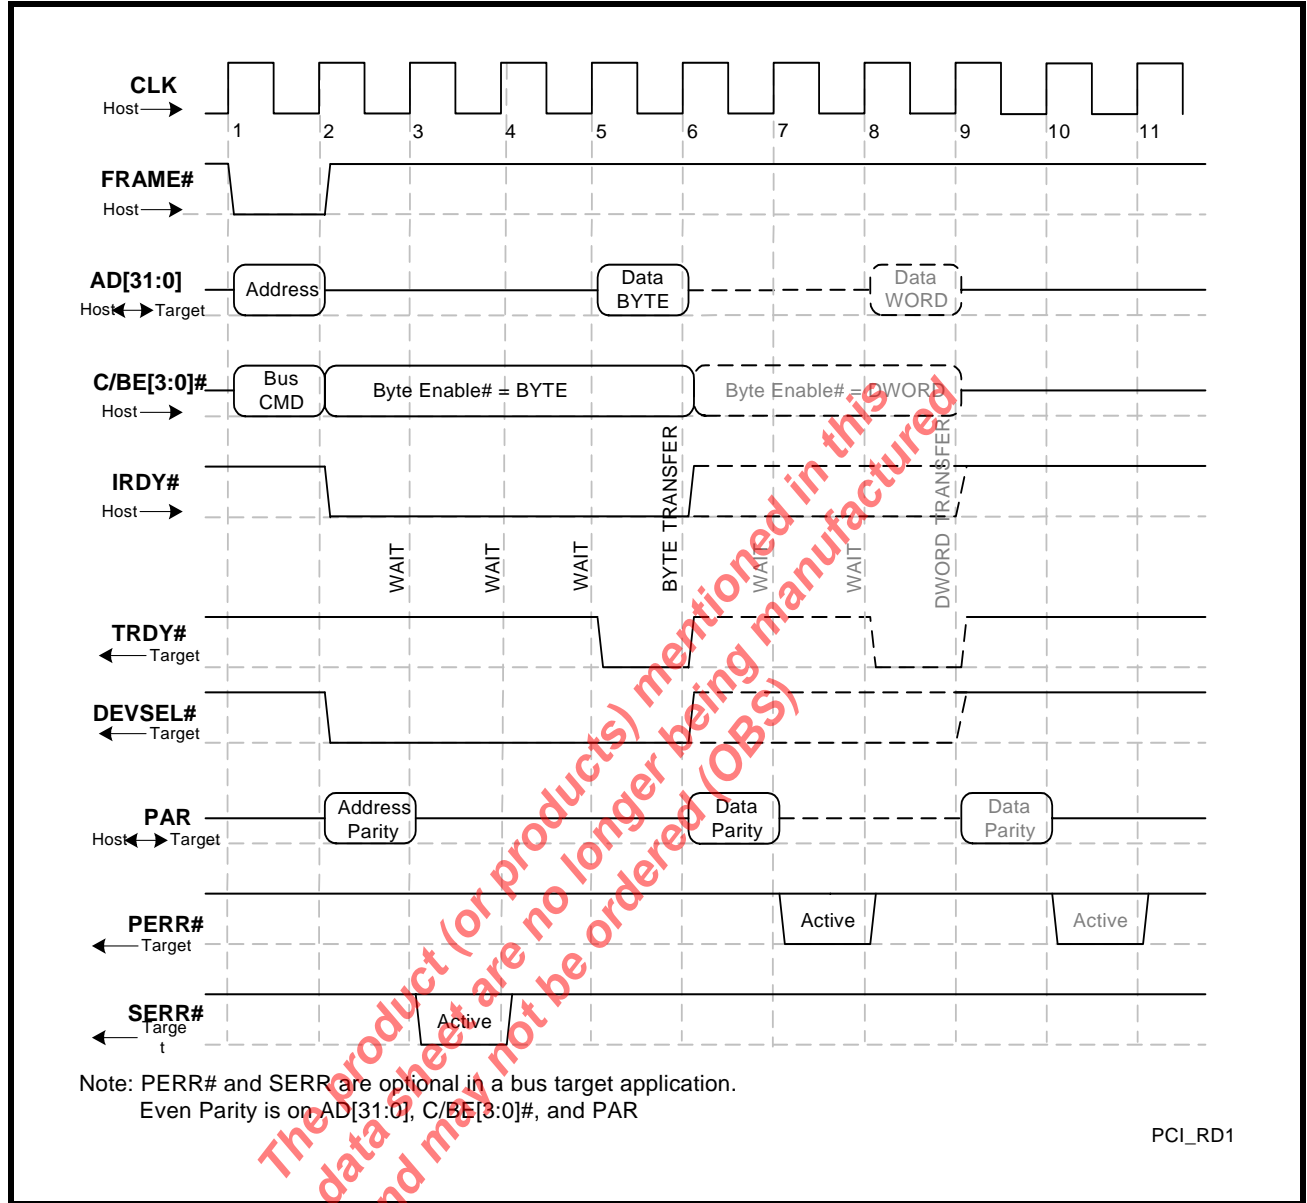 CLK
Host
1 2 3 4 5 6 7 8 9 10 11
FRAME#
Host
AD[31:0]
Host Target
Address
Data
BYTE
Data
WORD
C/BE[3:0]#
Host
Bus
CMD
Byte Enable# = BYTE
Byte Enable# = DWORD
IRDY#
Host
WAIT
WAIT
WAIT
BYTE TRANSFER
WAIT
WAIT
DWORD TRANSFER
TRDY#
Target
DEVSEL#
Target
PAR
Host Target
Address
Parity
Data
Parity
Data
Parity
PERR#
Target
Active
Active
SERR#
Targe
t
Active
Note: PERR# and SERR are optional in a bus target application.
Even Parity is on AD[31:0], C/BE[3:0]#, and PAR
PCI_RD1
The product (or products) mentioned in this
data sheet are no longer being manufactured
nd may not be ordered (OBS)